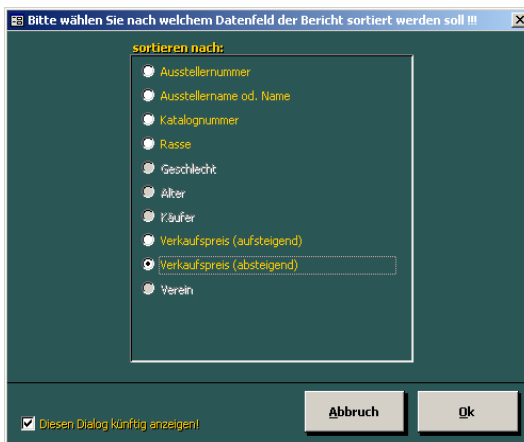 Bitte wählen Sie nach welchem Datenfeld der Bericht sortiert werden soll !!!
sortieren nach:
Ausstellernummer
Ausstellername od. Name
Katalognummer
Rasse
Geschlecht
Alter
Käufer
Verkaufspreis (aufsteigend)
Verkaufspreis (absteigend)
Verein
Diesen Dialog künftig anzeigen!
Abbruch
Ok